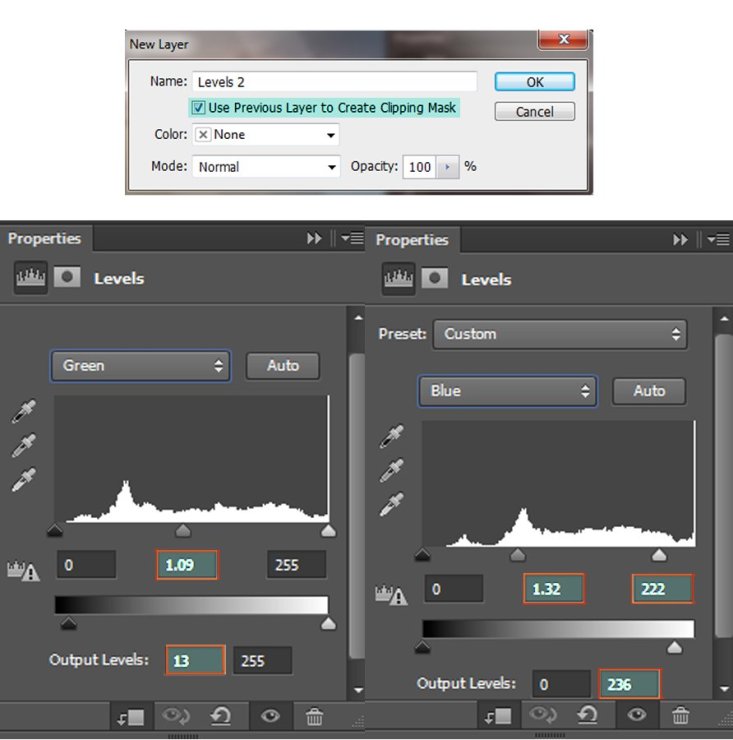 New Layer
Name: Levels 2
OK
Use Previous Layer to Create Clipping Mask
Cancel
Color: None
Mode: Normal Opacity: 100 %
Properties
Levels
Green Auto
0 1.09 255
Output Levels: 13 255
Properties
Levels
Preset: Custom
Blue Auto
0 1.32 222
Output Levels: 0 236